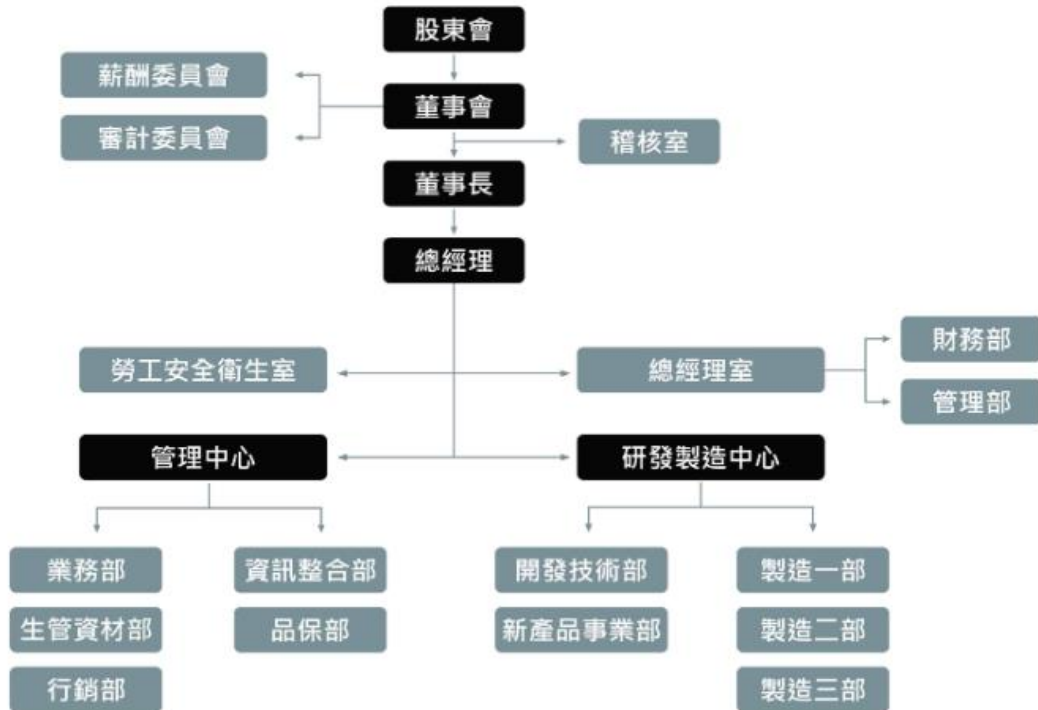 股東會
薪酬委員會
董事會
審計委員會
稽核室
董事長
總經理
勞工安全衛生室
總經理室
財務部
管理部
管理中心
研發製造中心
業務部
資訊整合部
開發技術部
製造一部
生管資材部
品保部
新產品事業部
製造二部
行銷部
製造三部